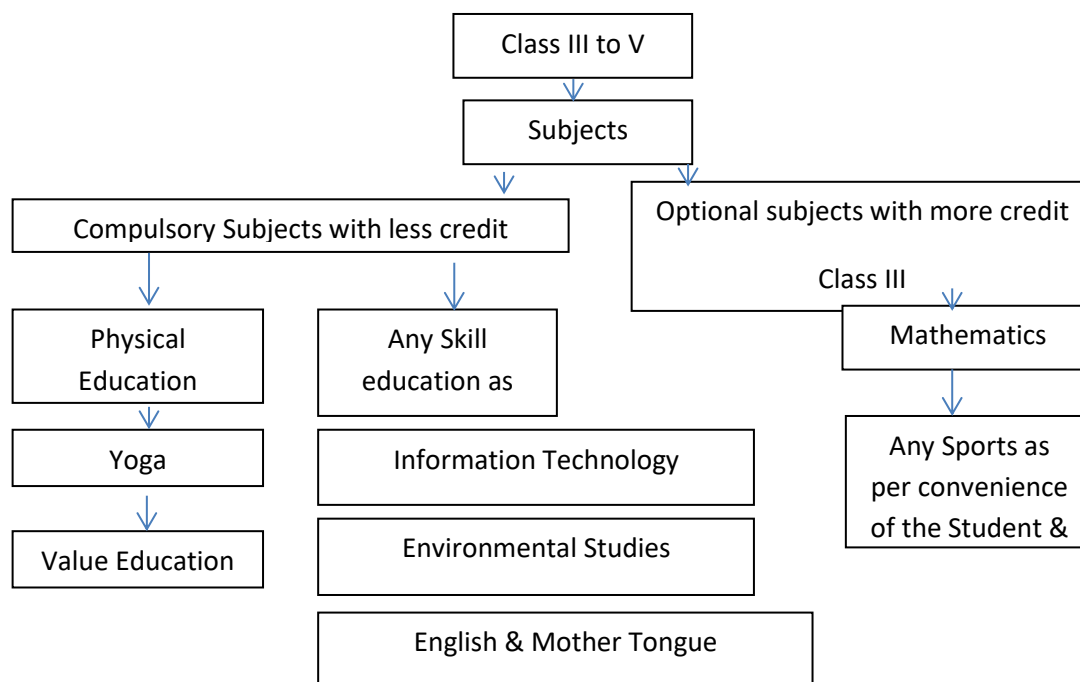 Class III to V
Subjects
Compulsory Subjects with less credit
Optional subjects with more credit
Class III
Physical
Education
Any Skill
education as
Mathematics
Yoga
Information Technology
Any Sports as
per convenience
of the Student &
Value Education
Environmental Studies
English & Mother Tongue